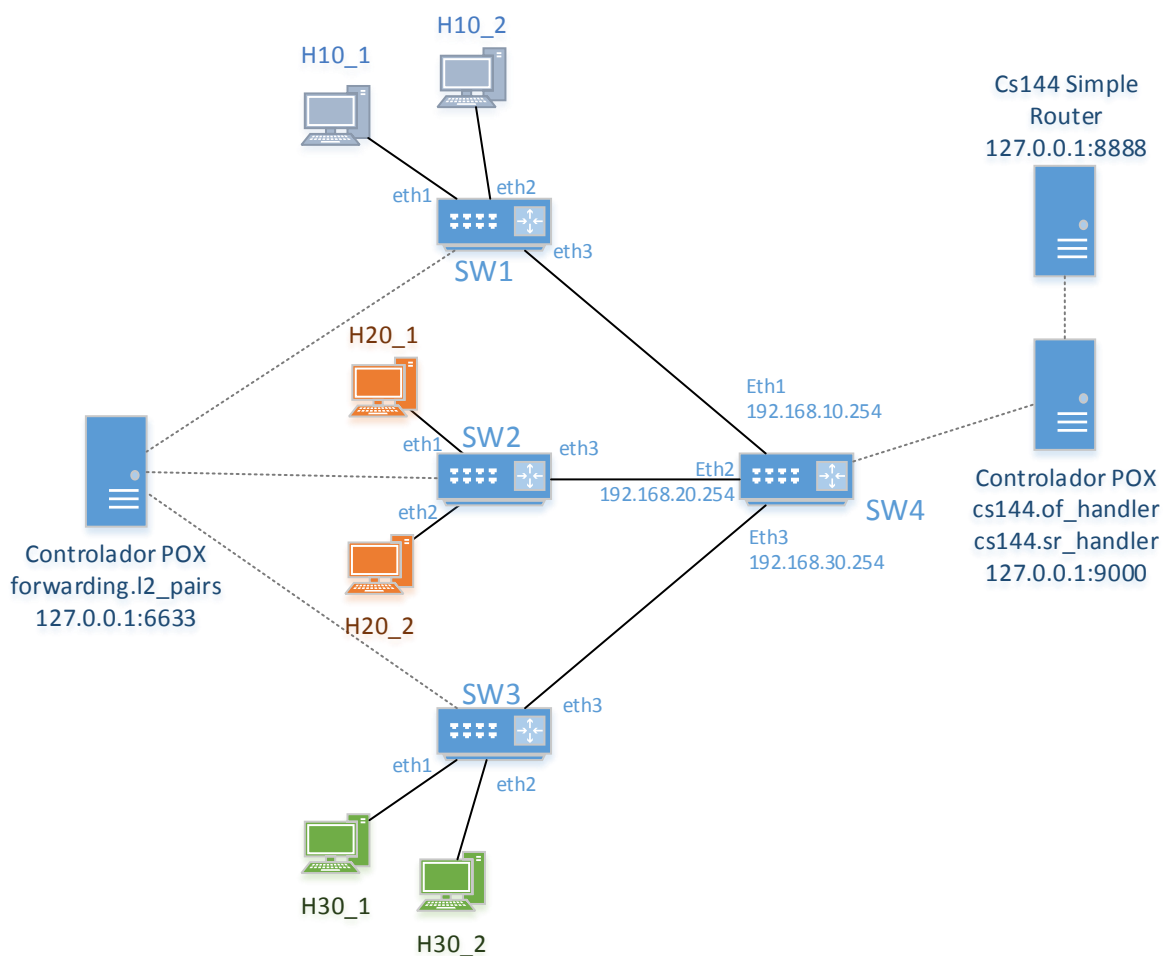 H10_2
H10_1
Cs144 Simple
Router
127.0.0.1:8888
eth1
eth2
eth3
SW1
H20_1
Eth1
192.168.10.254
SW2
eth1
eth3
Eth2
192.168.20.254
SW4
eth2
Controlador POX
forwarding.l2_pairs
127.0.0.1:6633
Controlador POX
cs144.of_handler
cs144.sr_handler
127.0.0.1:9000
Eth3
192.168.30.254
H20_2
SW3
eth3
eth1
eth2
H30_1
H30_2